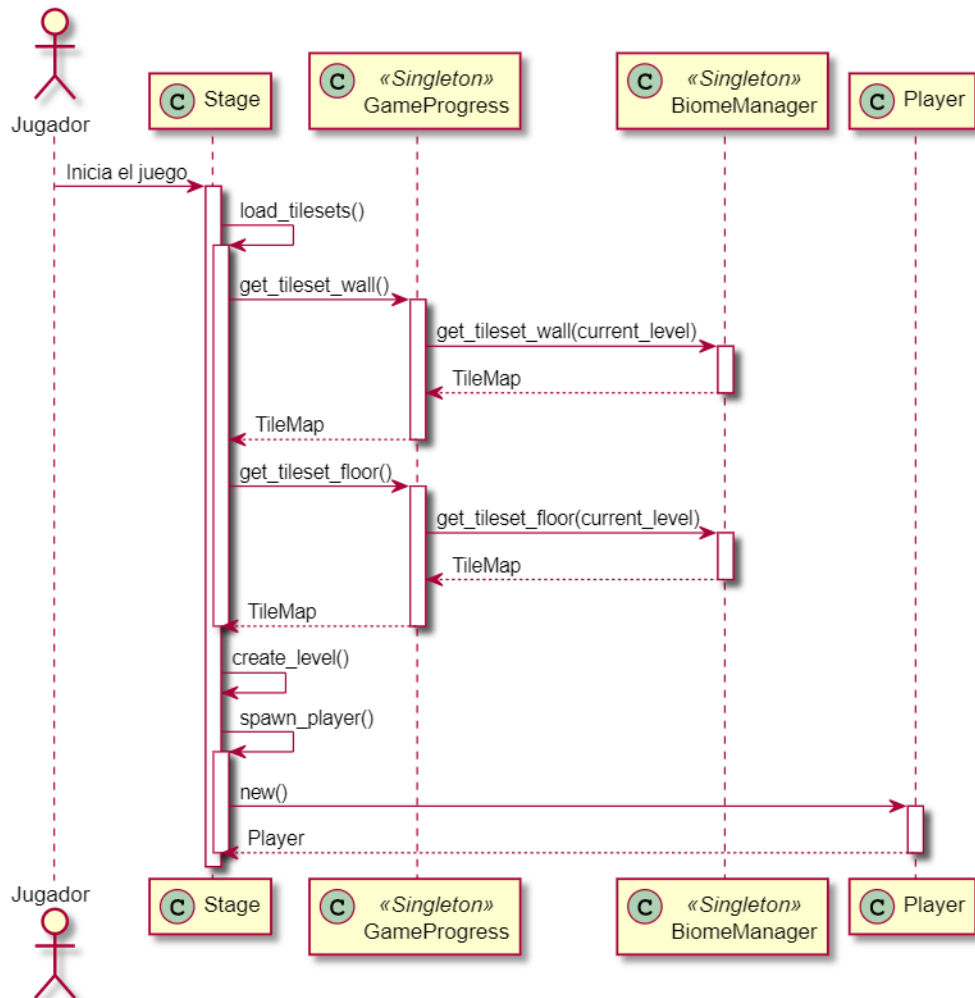 Jugador
C Stage
C «Singleton»
GameProgress
C «Singleton»
BiomeManager
C Player
Inicia el juego
load_tilesets()
get_tileset_wall()
get_tileset_wall(current_level)
TileMap
TileMap
get_tileset_floor()
get_tileset_floor(current_level)
TileMap
TileMap
create_level()
spawn_player()
new()
Player
Jugador
C Stage
C «Singleton»
GameProgress
C «Singleton»
BiomeManager
C Player